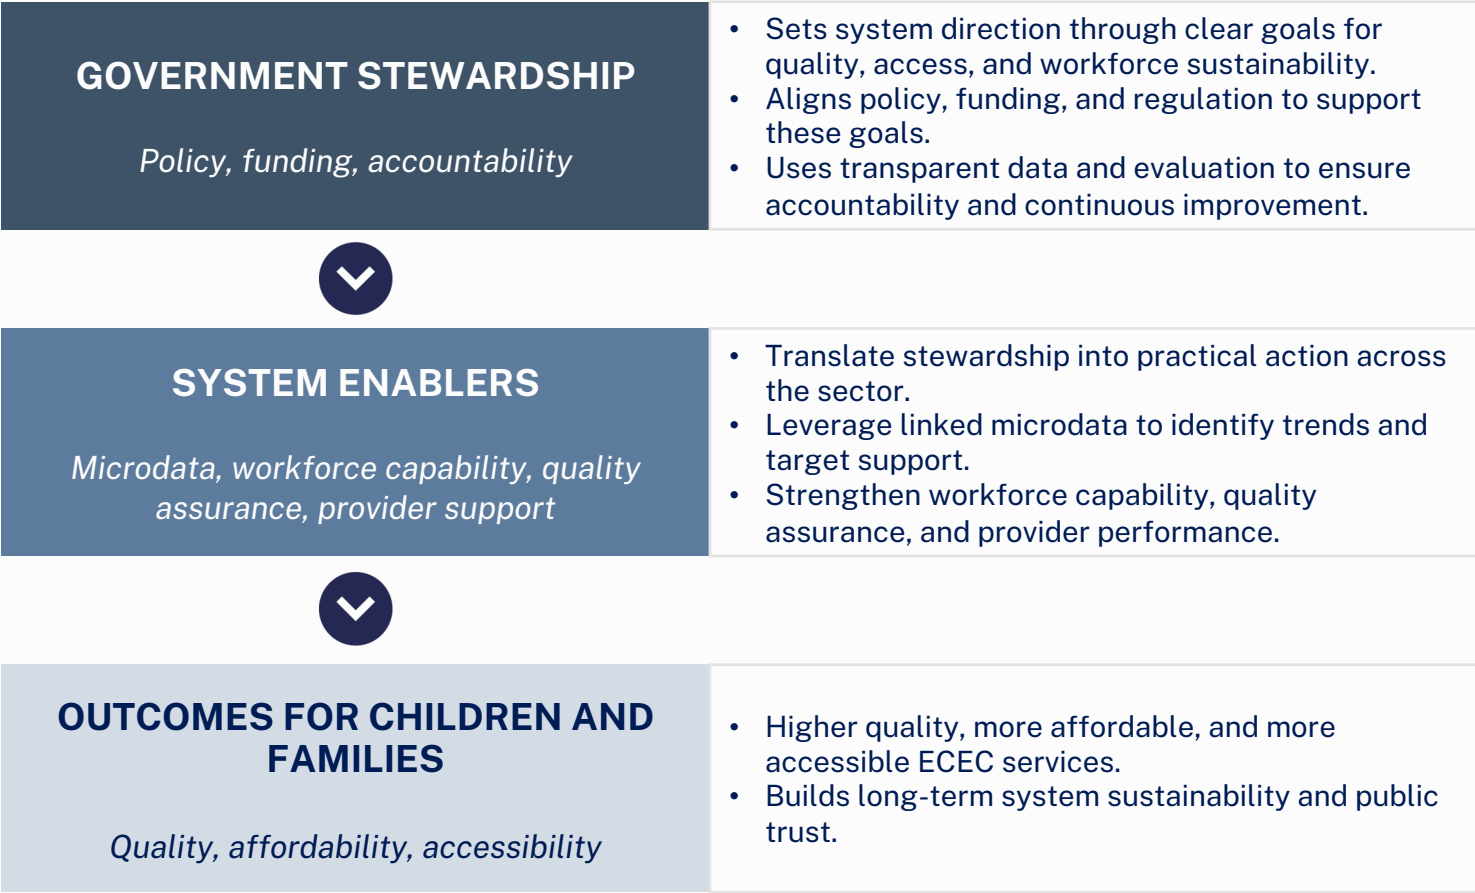 GOVERNMENT STEWARDSHIP
Policy, funding, accountability
• Sets system direction through clear goals for
quality, access, and workforce sustainability.
• Aligns policy, funding, and regulation to support
these goals.
• Uses transparent data and evaluation to ensure
accountability and continuous improvement.
SYSTEM ENABLERS
Microdata, workforce capability, quality
assurance, provider support
• Translate stewardship into practical action across
the sector.
• Leverage linked microdata to identify trends and
target support.
• Strengthen workforce capability, quality
assurance, and provider performance.
OUTCOMES FOR CHILDREN AND
FAMILIES
Quality, affordability, accessibility
• Higher quality, more affordable, and more
accessible ECEC services.
• Builds long-term system sustainability and public
trust.